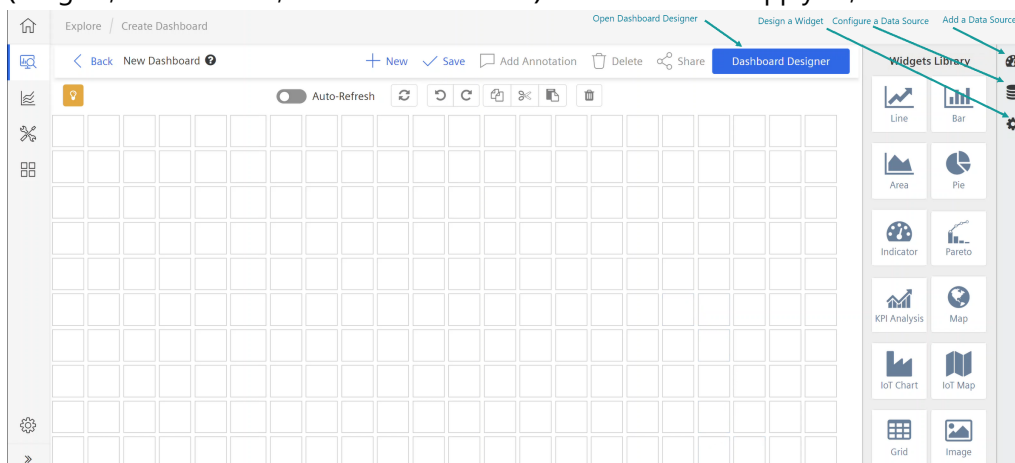 Open Dashboard Designer
Design a Widget
Configure a Data Source
Add a Data Source
Explore / Create Dashboard
Back
New Dashboard
New
Save
Add Annotation
Delete
Share
Dashboard Designer
Widgets Library
Auto-Refresh
Line
Bar
Area
Pie
Indicator
Pareto
KPI Analysis
Map
IoT Chart
IoT Map
Grid
Image